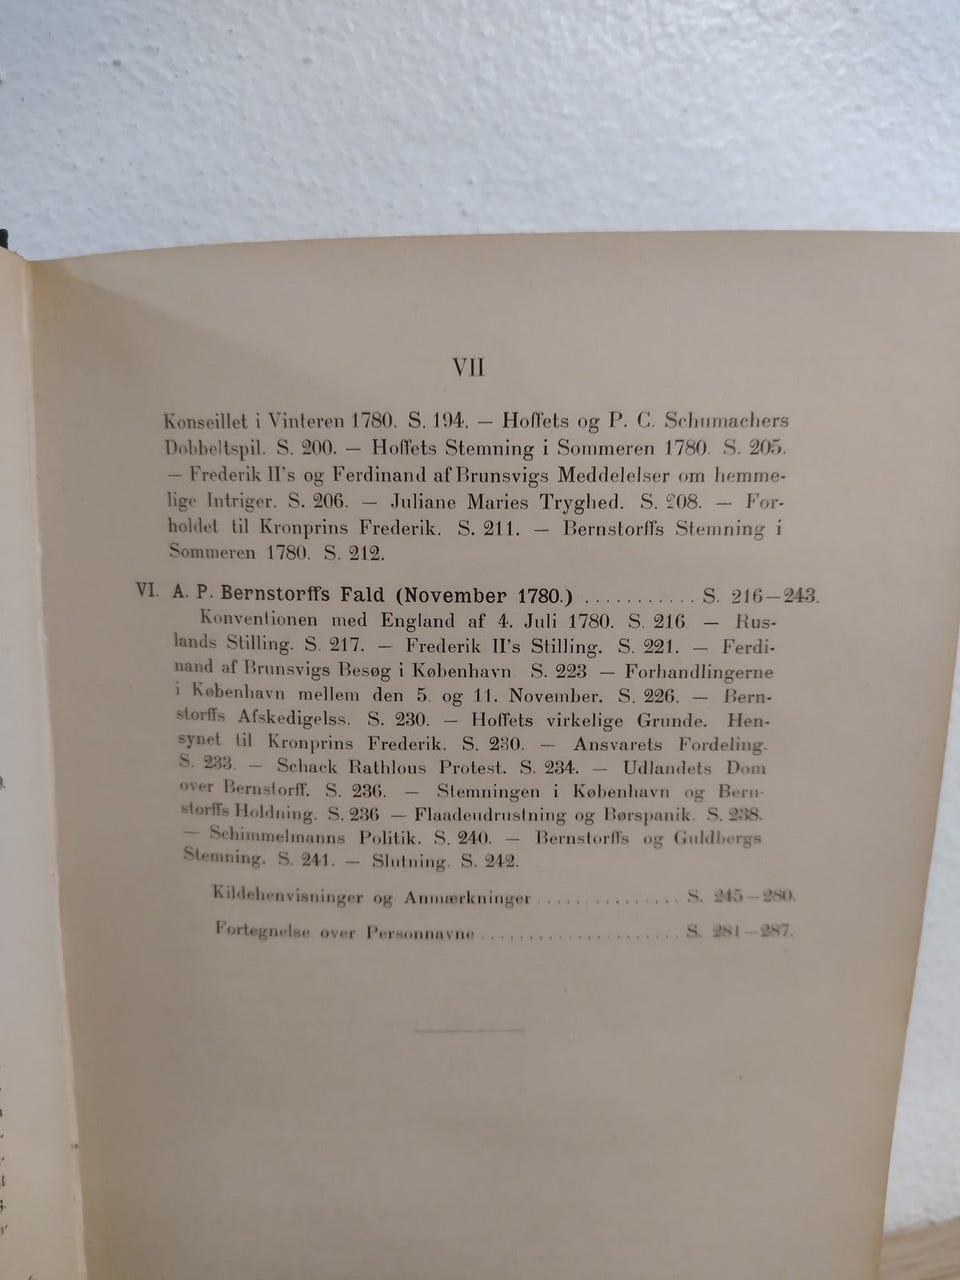 VII
Konseillet i Vinteren 1780. S. 194. — Hoffets og P. C. Schumachers
Dobbeltspil. S. 200. — Hoffets Stemning i Sommeren 1780. S. 205.
— Frederik II's og Ferdinand af Brunsvigs Meddelelser om hemme-
lige Intriger. S. 206. — Juliane Maries Tryghed. S. 208. — For-
holdet til Kronprins Frederik. S. 211. — Bernstorffs Stemning i
Sommeren 1780. S. 212.
VI. A. P. Bernstorffs Fald (November 1780.) ........... S. 216—243.
Konventionen med England af 4. Juli 1780. S. 216 — Rus-
lands Stilling. S. 217. — Frederik II's Stilling. S. 221. — Ferdi-
nand af Brunsvigs Besøg i København. S. 223 — Forhandlingerne
i København mellem den 5. og 11. November. S. 226. — Bern-
storffs Afskedigelss. S. 230. — Hoffets virkelige Grunde. Hen-
synet til Kronprins Frederik. S. 230. — Ansvarets Fordeling.
S. 233. — Schack Rathlous Protest. S. 234. — Udlandets Dom
over Bernstorff. S. 236. — Stemningen i København og Bern-
storffs Holdning. S. 236 — Flaadeudrustning og Børspanik. S. 238.
— Schimmelmanns Politik. S. 240. — Bernstorffs og Guldbergs
Stemning. S. 241. — Slutning. S. 242.
Kildehenvisninger og Anmærkninger ............... S. 245—280.
Fortegnelse over Personnavne ..................... S. 281—287.